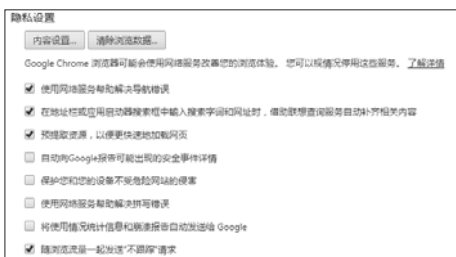 隐私设置
内容设置... 清除浏览数据...
Google Chrome 浏览器可能会使用网络服务改善您的浏览体验。 您可以视情况停用这些服务。 了解详情
使用网络服务帮助解决导航错误
在地址栏或应用启动器搜索框中输入搜索字词和网址时，借助联想查询服务自动补齐相关内容
预提取资源，以便更快速地加载网页
自动向Google报告可能出现的安全事件详情
保护您和您的设备不受危险网站的侵害
使用网络服务帮助解决拼写错误
将使用情况统计信息和崩溃报告自动发送给 Google
随浏览流量一起发送“不跟踪”请求